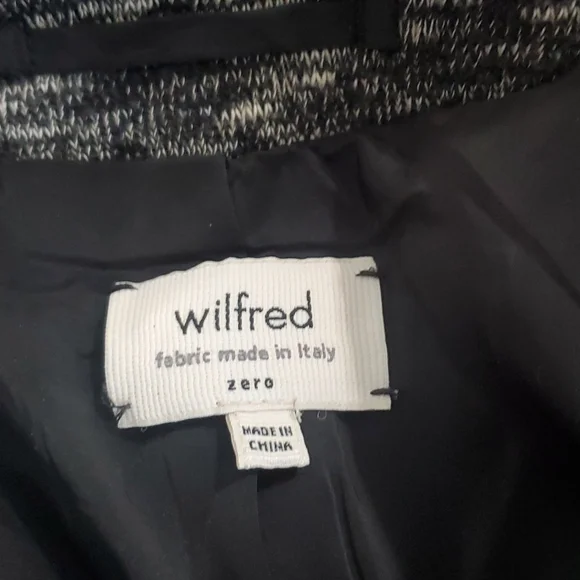 wilfred
fabric made in Italy
zero
MADE IN
CHINA